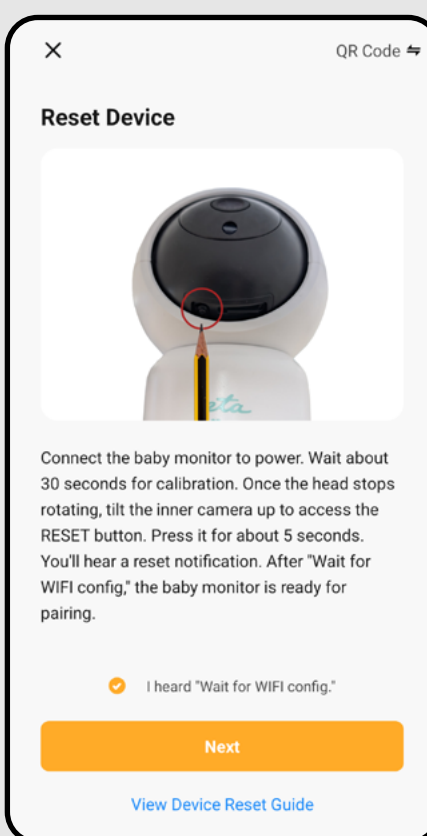 QR Code
Reset Device
Connect the baby monitor to power. Wait about
30 seconds for calibration. Once the head stops
rotating, tilt the inner camera up to access the
RESET button. Press it for about 5 seconds.
You'll hear a reset notification. After "Wait for
WIFI config," the baby monitor is ready for
pairing.
I heard "Wait for WIFI config."
Next
View Device Reset Guide